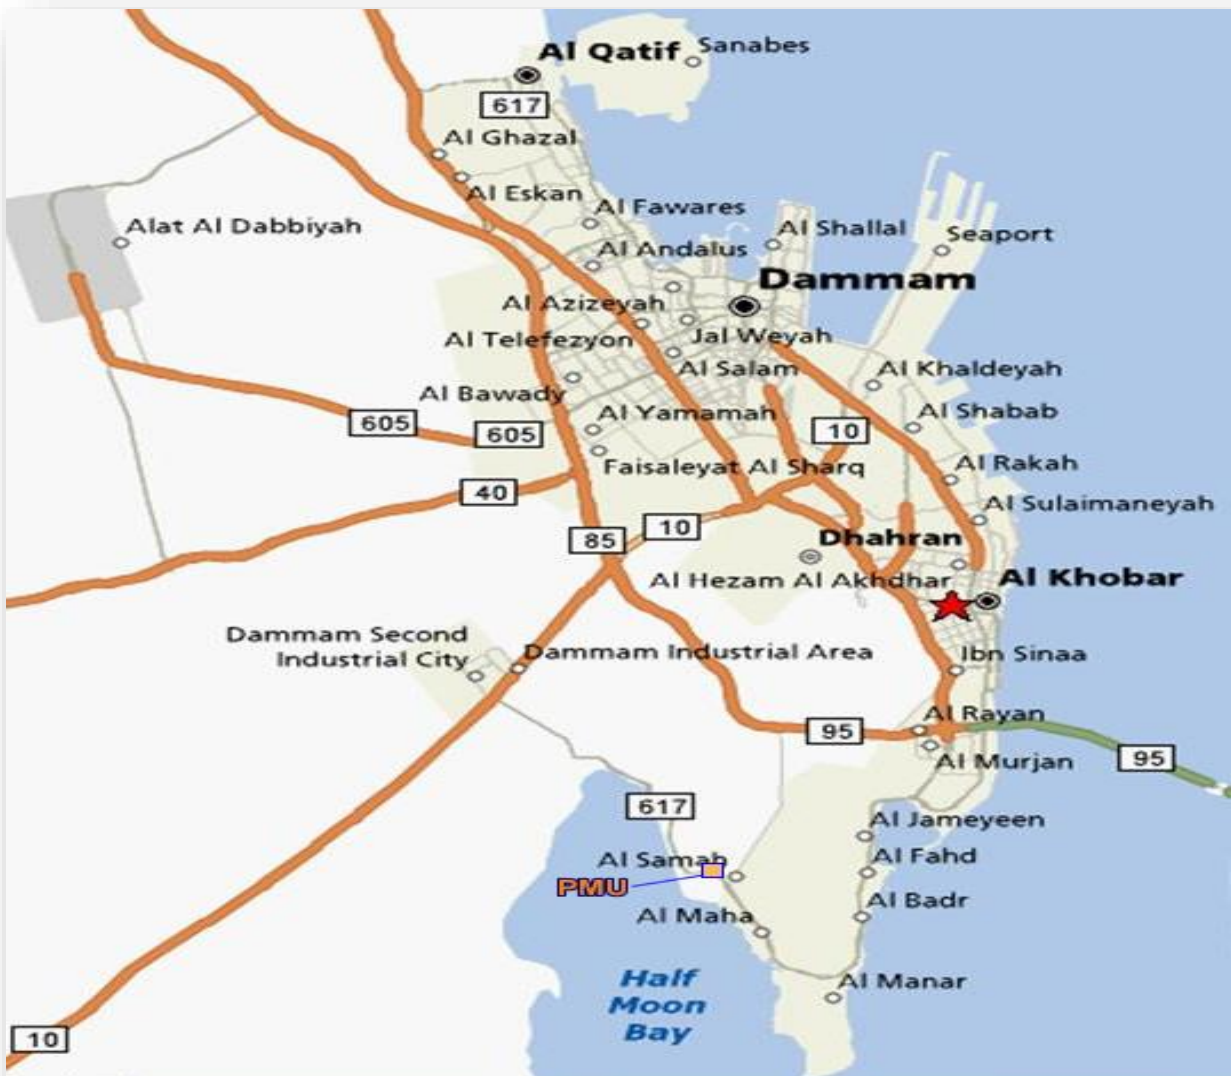 Al Qatif
Sanabes
617
Al Ghazal
Al Eskan
Al Fawares
Alat Al Dabbiyah
Al Shallal
Seaport
Al Andalus
Dammam
Al Azizeyah
Al Telefezyon
Jal Weyah
Al Salam
Al Khaldeyah
Al Bawady
605
605
Al Yamamah
10
Al Shabab
Faisaleyat Al Sharq
Al Rakah
40
Al Sulaimaneyah
85
10
Dhahran
Al Hezam Al Akhdhar
Al Khobar
Dammam Second
Industrial City
Dammam Industrial Area
Ibn Sinaa
Al Rayan
95
95
Al Murjan
617
Al Jameyeen
Al Samah
Al Fahd
PMU
Al Badr
Al Maha
Half
Moon
Bay
Al Manar
10